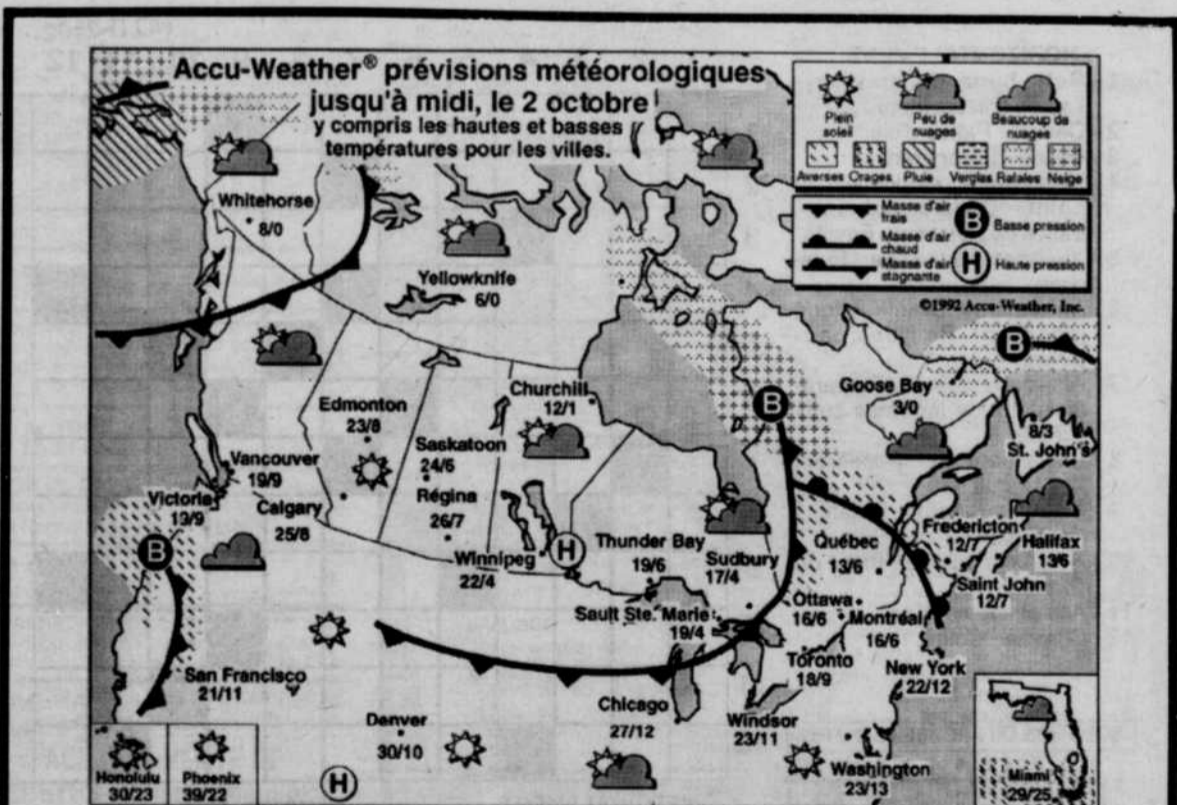 Accu-Weather® prévisions météorologiques
jusqu'à midi, le 2 octobre
y compris les hautes et basses
températures pour les villes.
Plein
soleil
Peu de
nuages
Beaucoup de
nuages
Averses Orages Pluie Verglas Rafales Neige
Masse d'air
frais
Masse d'air
chaud
Masse d'air
stagnante
B Basse pression
H Haute pression
©1992 Accu-Weather, Inc.
Whitehorse
8/0
Yellowknife
6/0
B
Churchill
12/1
B
Goose Bay
3/0
Edmonton
23/8
Saskatoon
24/6
8/3
St. John's
Vancouver
19/9
Victoria
19/9
Calgary
25/8
Régina
26/7
Winnipeg
22/4
B
H
Thunder Bay
19/6
Sudbury
17/4
Québec
13/6
Fredericton
12/7
Halifax
13/6
Saint John
12/7
Sault Ste. Marie
19/4
Ottawa
16/6
Montréal
16/6
Toronto
18/9
New York
22/12
San Francisco
21/11
Denver
30/10
Chicago
27/12
Windsor
23/11
Washington
23/13
Honolulu
30/23
Phoenix
39/22
H
Miami
29/25